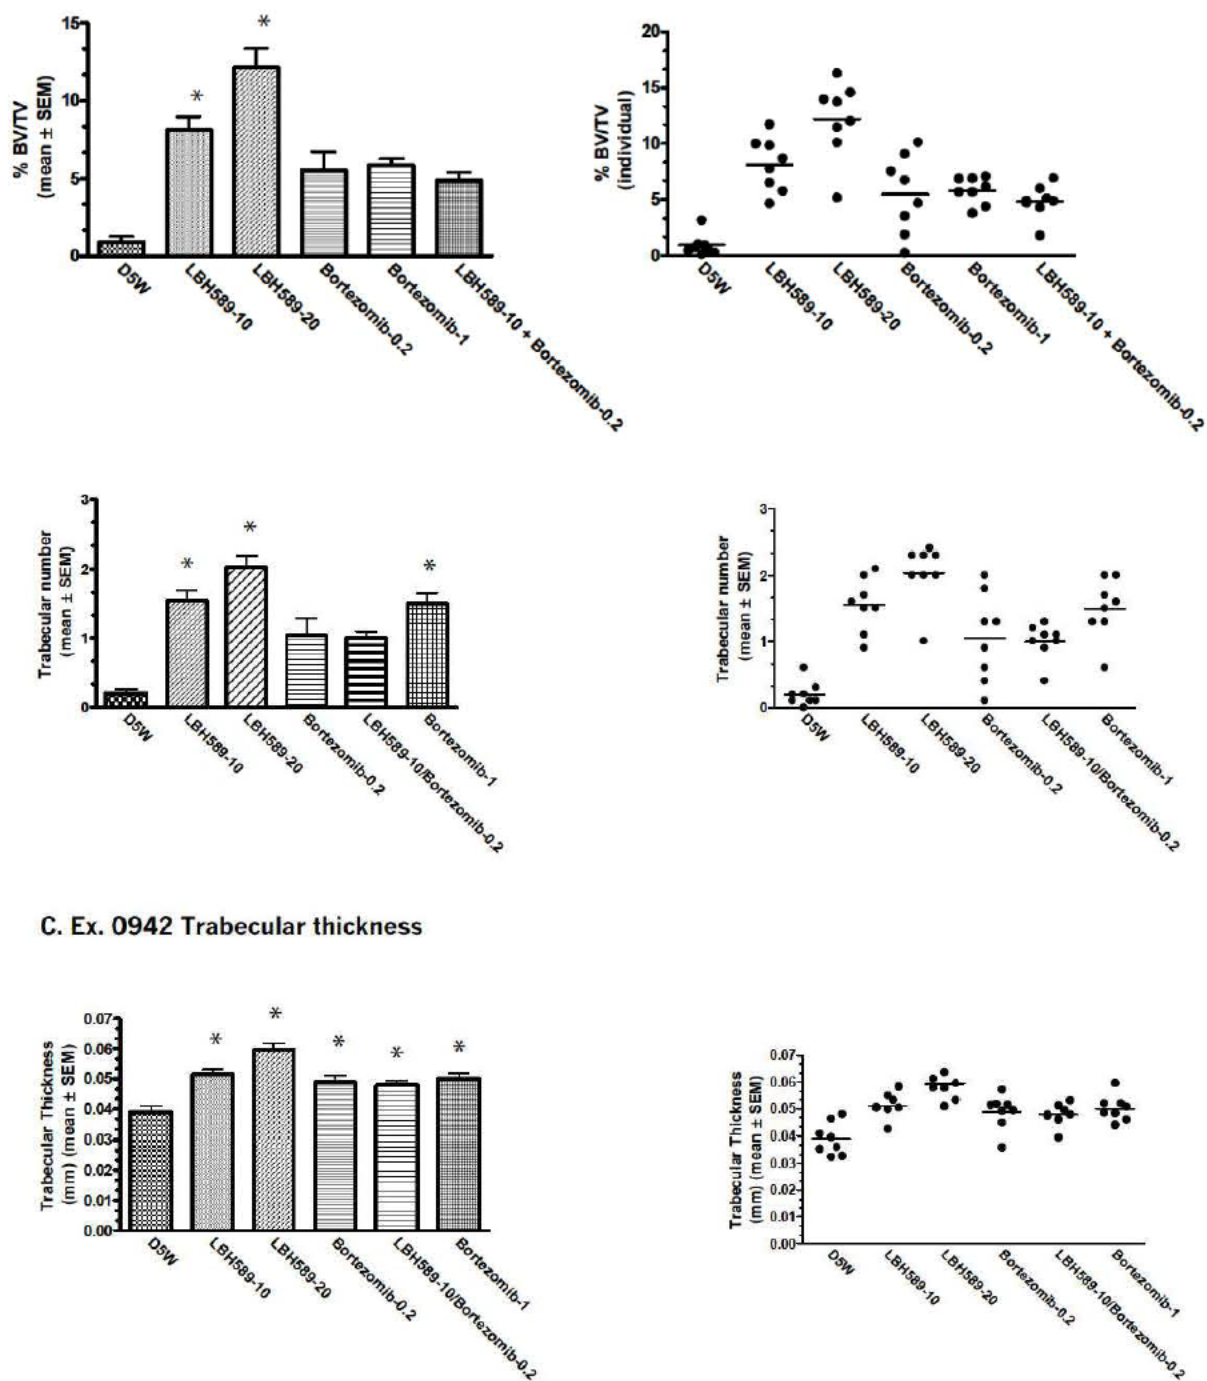 % BV/TV
(mean ± SEM)
15
10
5
0
*
*
D5W
LBH589-10
LBH589-20
Bortezomib-0.2
Bortezomib-1
LBH589-10 + Bortezomib-0.2
% BV/TV
(individual)
20
15
10
5
0
D5W
LBH589-10
LBH589-20
Bortezomib-0.2
Bortezomib-1
LBH589-10 + Bortezomib-0.2
Trabecular number
(mean ± SEM)
3
2
1
0
*
*
*
D5W
LBH589-10
LBH589-20
Bortezomib-0.2
LBH589-10/Bortezomib-0.2
Bortezomib-1
Trabecular number
(mean ± SEM)
3
2
1
0
D5W
LBH589-10
LBH589-20
Bortezomib-0.2
LBH589-10/Bortezomib-0.2
Bortezomib-1
C. Ex. 0942 Trabecular thickness
Trabecular Thickness
(mm) (mean ± SEM)
0.07
0.06
0.05
0.04
0.03
0.02
0.01
0.00
*
*
*
*
*
D5W
LBH589-10
LBH589-20
Bortezomib-0.2
LBH589-10/Bortezomib-0.2
Bortezomib-1
Trabecular Thickness
(mm) (mean ± SEM)
0.07
0.06
0.05
0.04
0.03
0.02
0.01
0.00
D5W
LBH589-10
LBH589-20
Bortezomib-0.2
LBH589-10/Bortezomib-0.2
Bortezomib-1